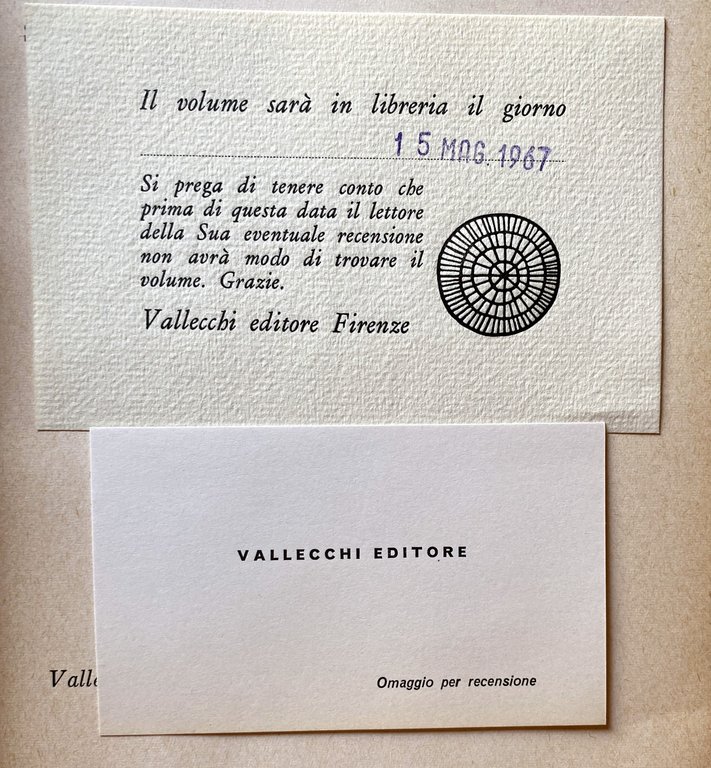 Il volume sarà in libreria il giorno
15 MAG. 1967
Si prega di tenere conto che
prima di questa data il lettore
della Sua eventuale recensione
non avrà modo di trovare il
volume. Grazie.
Vallecchi editore Firenze
VALLECCHI EDITORE
Omaggio per recensione